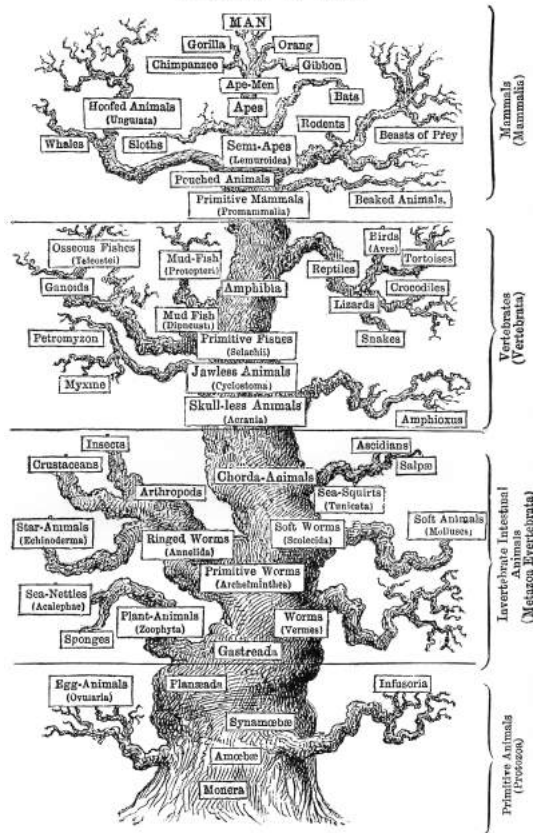 MAN
Gorilla
Orang
Chimpanzee
Gibbon
Ape-Men
Apes
Bats
Hoofed Animals
(Ungulata)
Rodents
Whales
Sloths
Semi-Apes
(Lemuroidea)
Beasts of Prey
Pouched Animals
Primitive Mammals
(Promammalia)
Beaked Animals.
Mammals
(Mammalia)
Osseous Fishes
(Teleostei)
Mud-Fish
(Protopteri)
Birds
(Aves)
Tortoises
Reptiles
Ganoids
Amphibia
Crocodiles
Lizards
Mud Fish
(Dipneusti)
Petromyzon
Primitive Fishes
(Selachii)
Snakes
Jawless Animals
(Cyclostoma)
Myxine
Skull-less Animals
(Acrania)
Amphioxus
Vertebrates
(Vertebrata)
Insects
Ascidians
Crustaceans
Salpæ
Chorda-Animals
Arthropods
Sea-Squirts
(Tunicata)
Star-Animals
(Echinoderma)
Ringed Worms
(Annelida)
Soft Worms
(Scolecida)
Soft Animals
(Molluscs)
Primitive Worms
(Archelminthes)
Sea-Nettles
(Acalephae)
Plant-Animals
(Zoophyta)
Worms
(Vermes)
Sponges
Gastreada
Invertebrate Intestinal
Animals
(Metazoa Evertebrata)
Egg-Animals
(Ovularia)
Planæada
Infusoria
Synamœbæ
Amœbæ
Monera
Primitive Animals
(Protozoa)